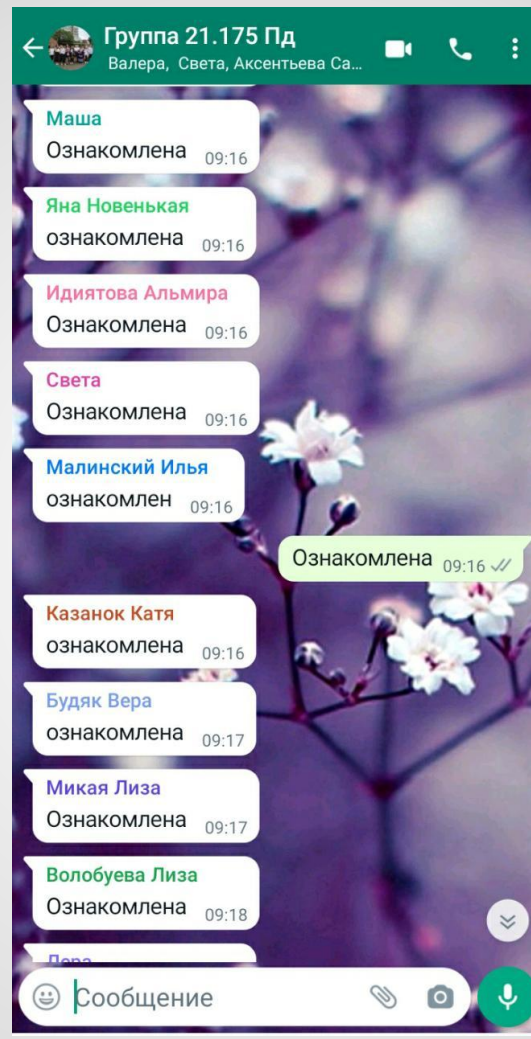 Группа 21.175 Пд
Валера, Света, Аксентьева Са...
Маша
Ознакомлена 09:16
Яна Новенькая
ознакомлена 09:16
Идиятова Альмира
Ознакомлена 09:16
Света
Ознакомлена 09:16
Малинский Илья
ознакомлен 09:16
Ознакомлена 09:16
Казанок Катя
ознакомлена 09:16
Будяк Вера
ознакомлена 09:17
Микая Лиза
Ознакомлена 09:17
Волобуева Лиза
Ознакомлена 09:18
Лера
Сообщение